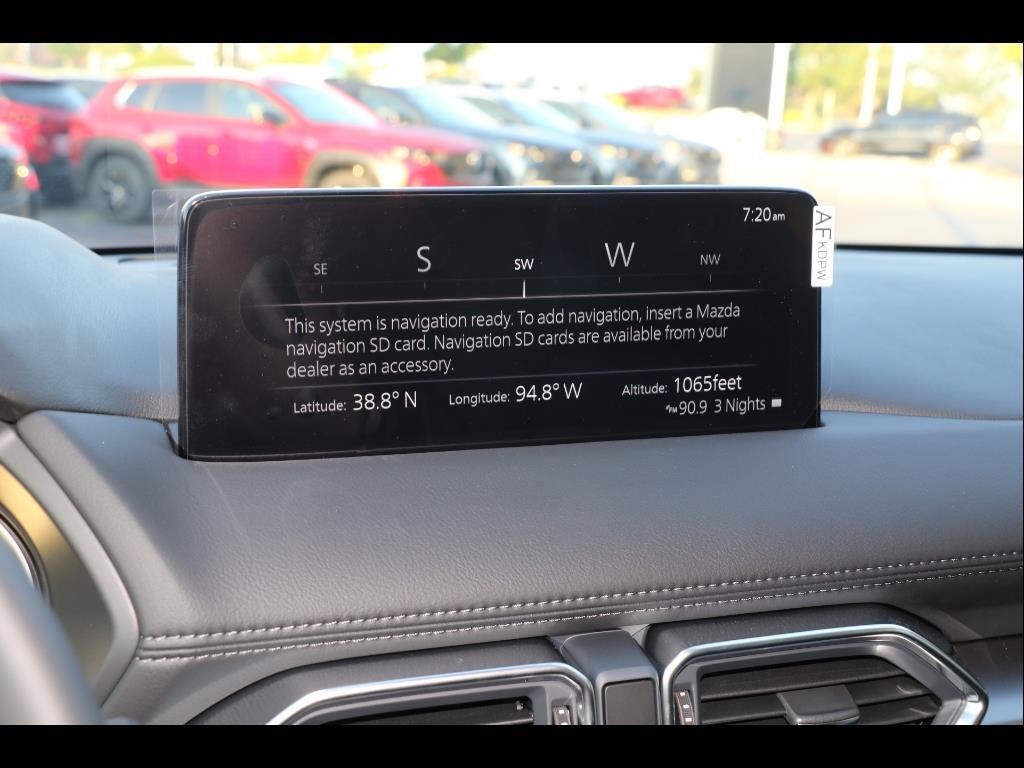 7:20am
SE S SW W NW
This system is navigation ready. To add navigation, insert a Mazda
navigation SD card. Navigation SD cards are available from your
dealer as an accessory.
Latitude: 38.8° N Longitude: 94.8° W Altitude: 1065feet
FM 90.9 3 Nights
AF KDPW